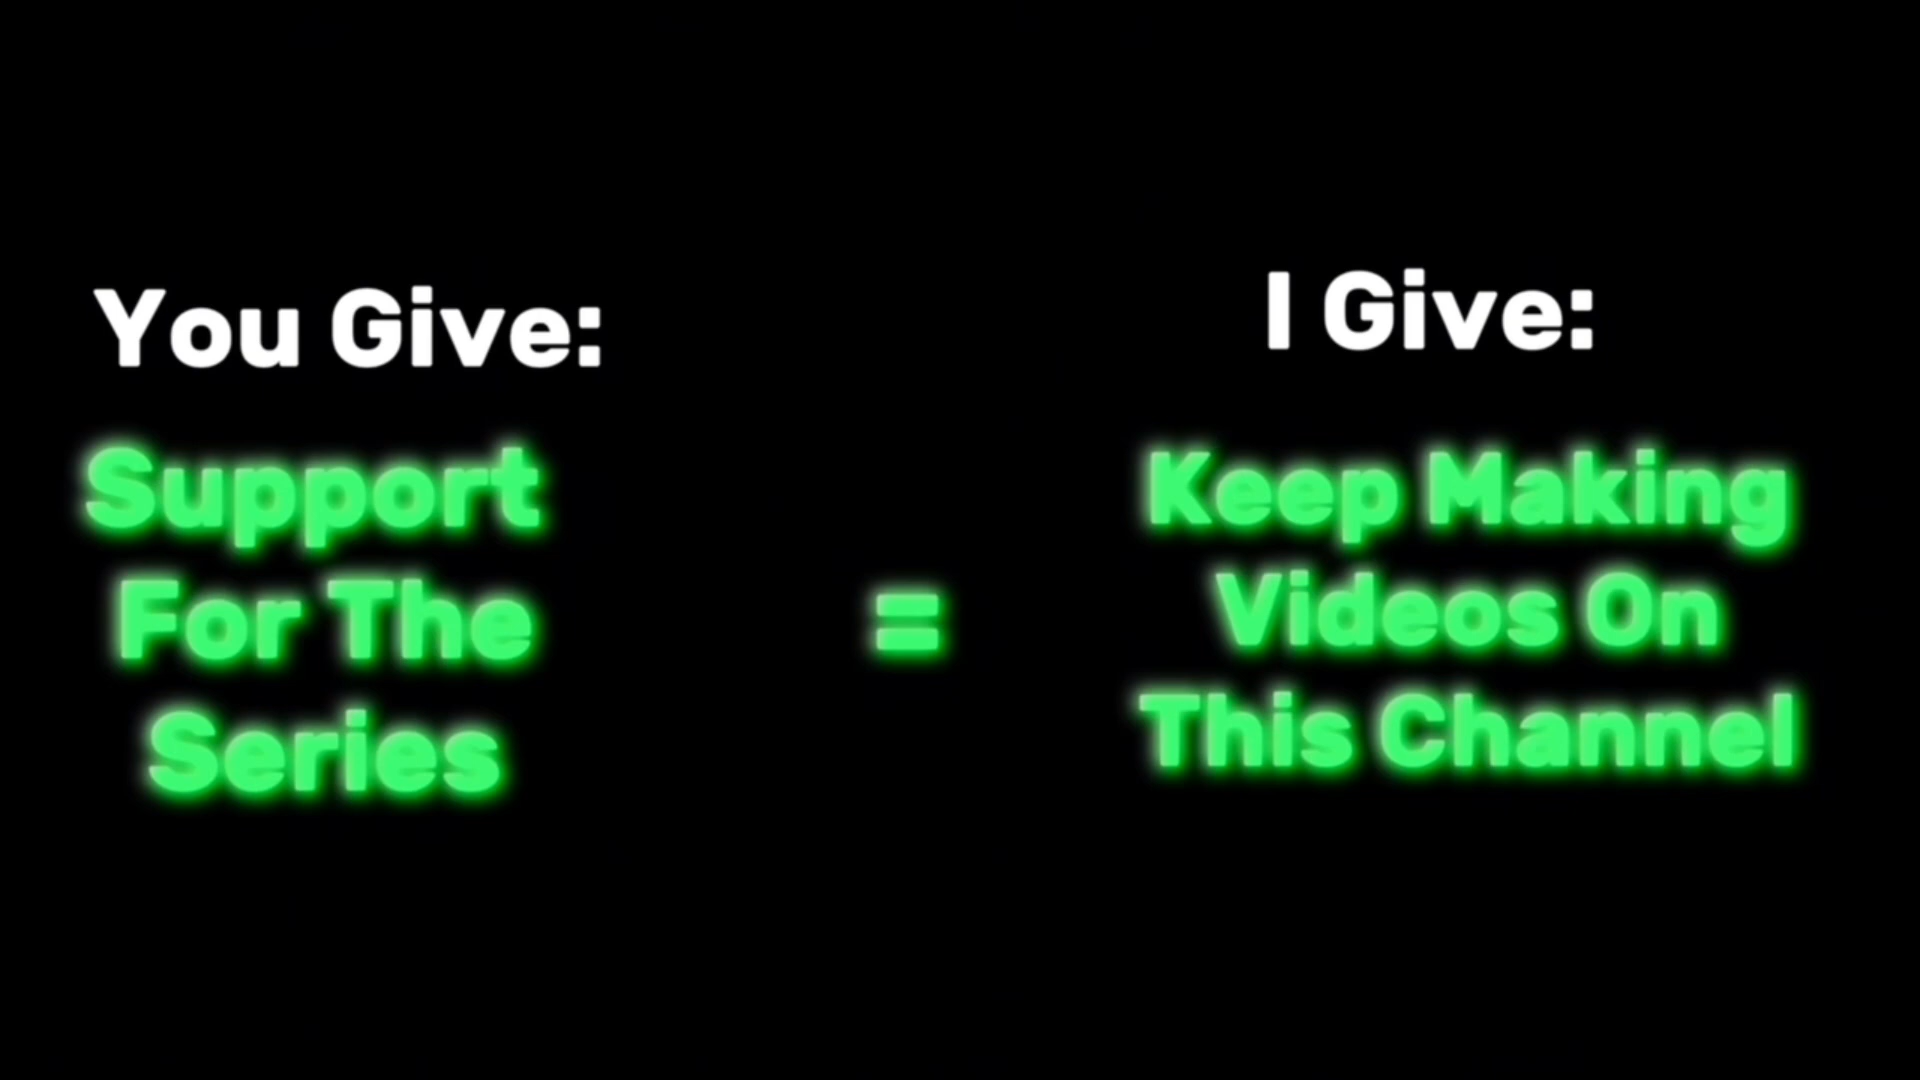 You Give:
Support
For The
Series
=
I Give:
Keep Making
Videos On
This Channel